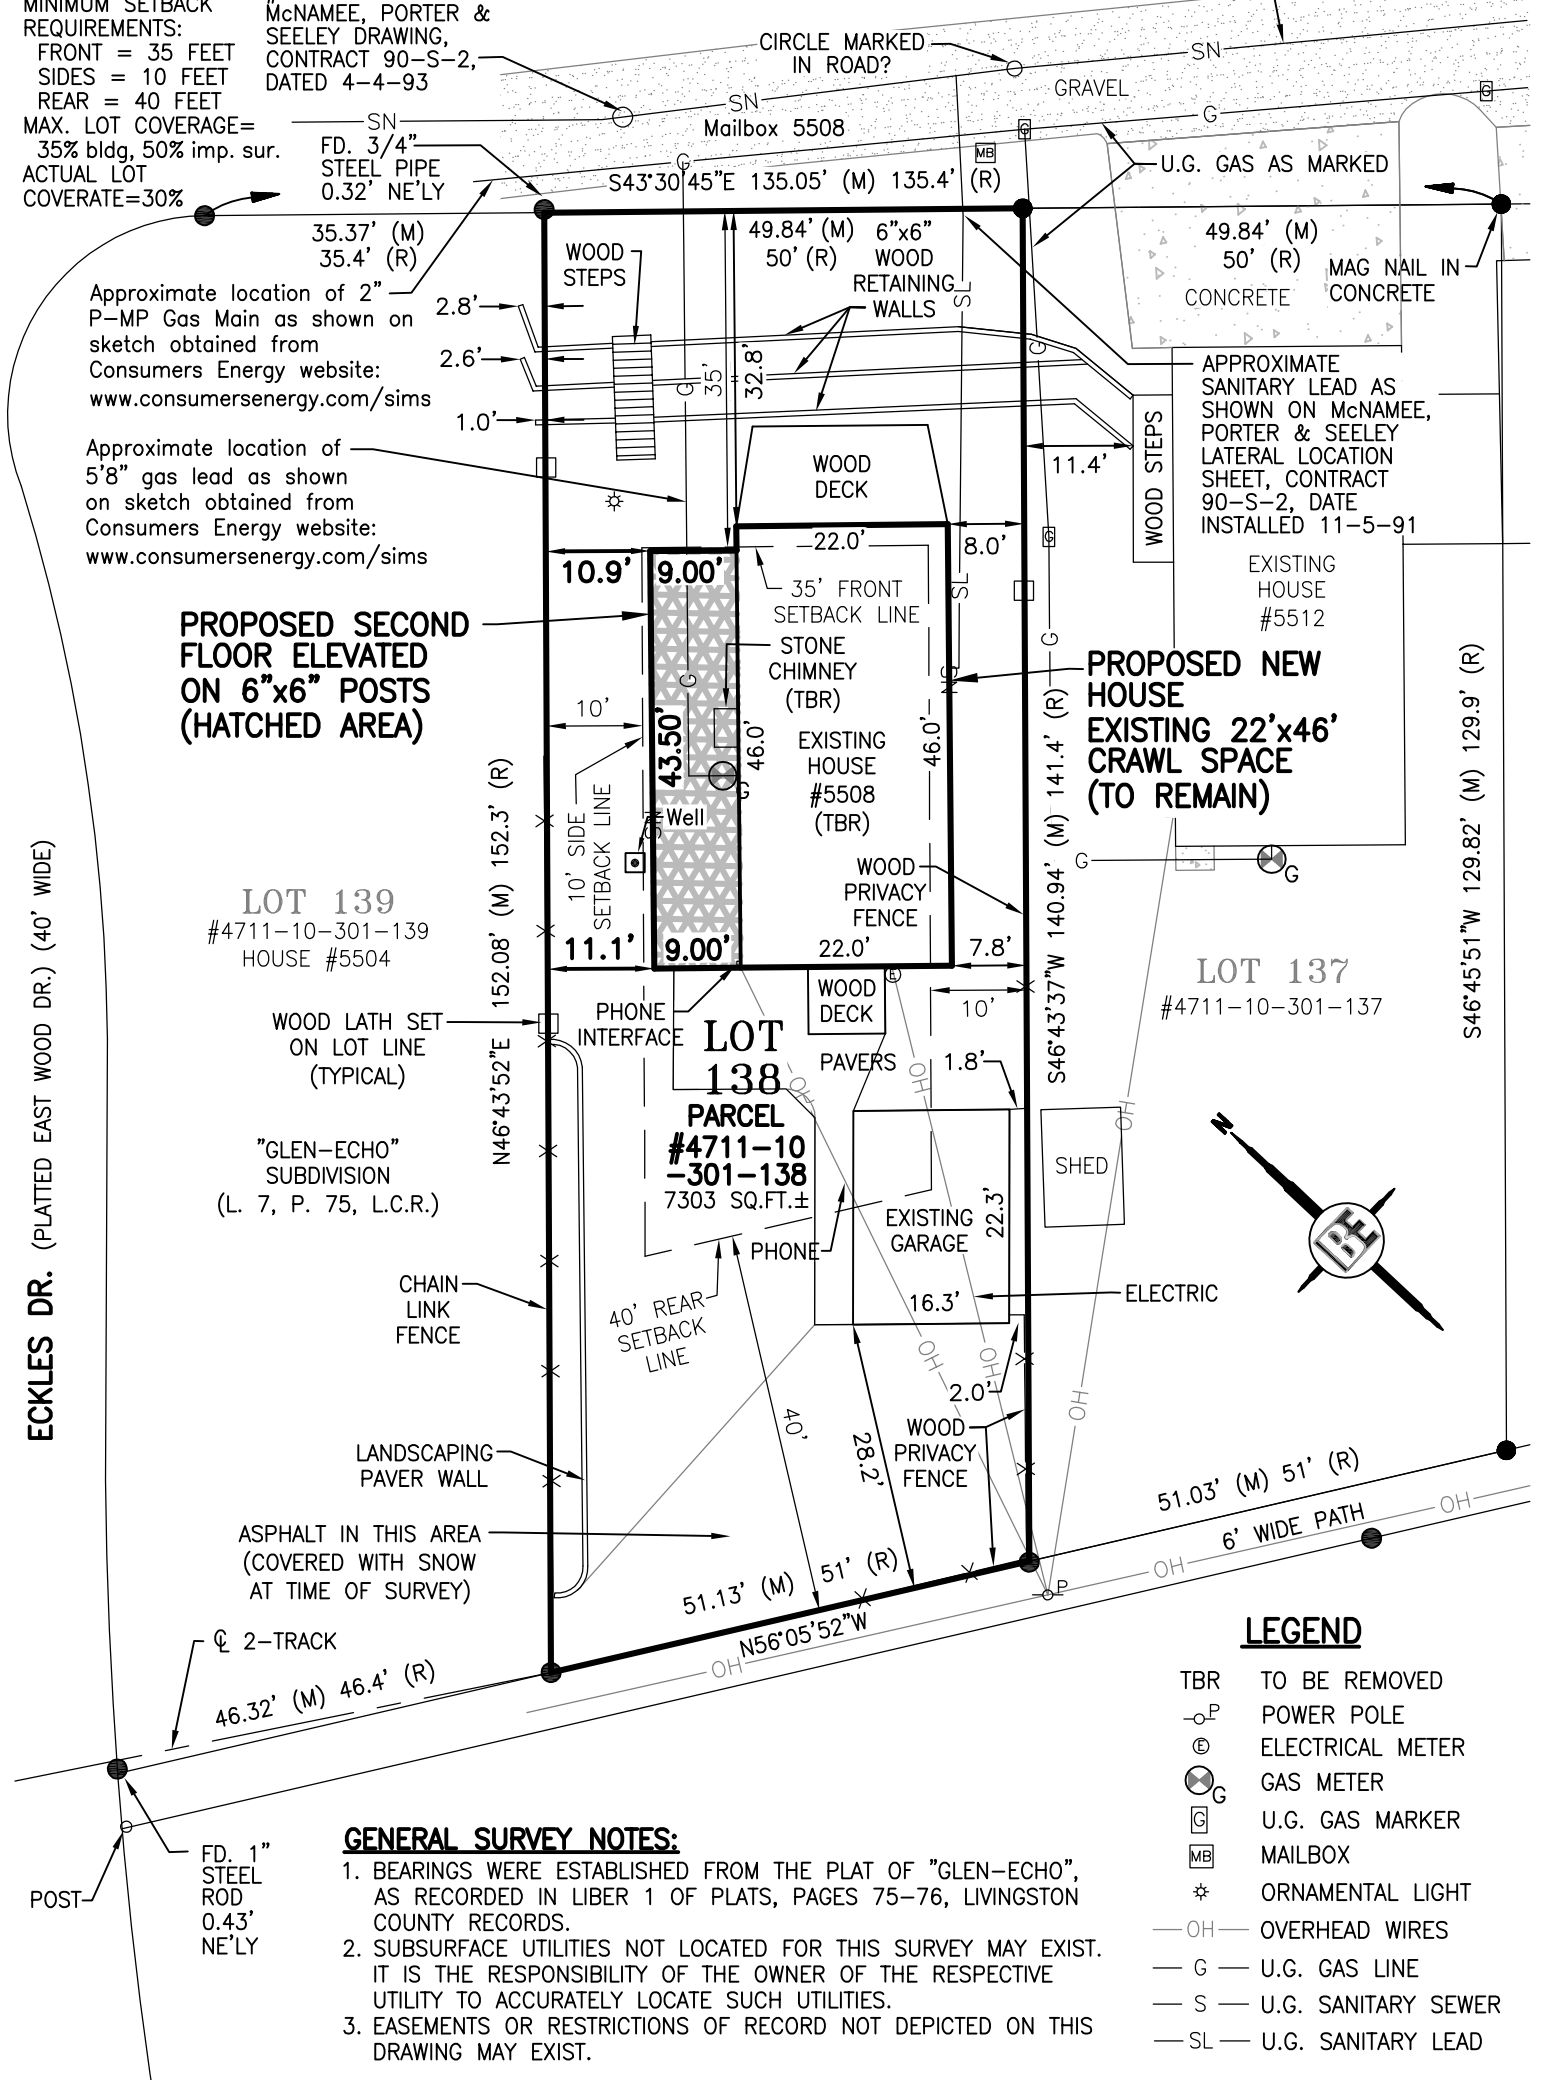 MINIMUM SETBACK
REQUIREMENTS:
FRONT = 35 FEET
SIDES = 10 FEET
REAR = 40 FEET
MAX. LOT COVERAGE=
35% bldg, 50% imp. sur.
ACTUAL LOT
COVERATE=30%
McNAMEE, PORTER &
SEELEY DRAWING,
CONTRACT 90-S-2,
DATED 4-4-93
CIRCLE MARKED
IN ROAD?
SN
SN
SN
GRAVEL
G
G
G
G
MB
Mailbox 5508
U.G. GAS AS MARKED
FD. 3/4"
STEEL PIPE
0.32' NE'LY
S43°30'45"E 135.05' (M) 135.4' (R)
35.37' (M)
35.4' (R)
49.84' (M)
50' (R)
49.84' (M)
50' (R)
MAG NAIL IN
CONCRETE
CONCRETE
WOOD
STEPS
6"x6"
WOOD
RETAINING
WALLS
SL
Approximate location of 2"
P-MP Gas Main as shown on
sketch obtained from
Consumers Energy website:
www.consumersenergy.com/sims
2.8'
2.6'
1.0'
G
G
35'
32.8'
APPROXIMATE
SANITARY LEAD AS
SHOWN ON McNAMEE,
PORTER & SEELEY
LATERAL LOCATION
SHEET, CONTRACT
90-S-2, DATE
INSTALLED 11-5-91
WOOD STEPS
11.4'
Approximate location of
5'8" gas lead as shown
on sketch obtained from
Consumers Energy website:
www.consumersenergy.com/sims
WOOD
DECK
22.0'
8.0'
G
10.9'
9.00'
35' FRONT
SETBACK LINE
SL
EXISTING
HOUSE
#5512
PROPOSED SECOND
FLOOR ELEVATED
ON 6"x6" POSTS
(HATCHED AREA)
STONE
CHIMNEY
(TBR)
G
G
PROPOSED NEW
HOUSE
EXISTING 22'x46'
CRAWL SPACE
(TO REMAIN)
10'
43.50'
46.0'
46.0'
EXISTING
HOUSE
#5508
(TBR)
G
Well
10' SIDE
SETBACK LINE
WOOD
PRIVACY
FENCE
G
G
N46°43'52"E 152.08' (M) 152.3' (R)
S46°43'37"W 140.94' (M) 141.4' (R)
S46°45'51"W 129.82' (M) 129.9' (R)
LOT 139
#4711-10-301-139
HOUSE #5504
LOT 137
#4711-10-301-137
11.1'
9.00'
22.0'
7.8'
E
10'
WOOD
DECK
PHONE
INTERFACE
LOT
138
PARCEL
#4711-10
-301-138
7303 SQ.FT.±
PAVERS
1.8'
OH
OH
OH
WOOD LATH SET
ON LOT LINE
(TYPICAL)
"GLEN-ECHO"
SUBDIVISION
(L. 7, P. 75, L.C.R.)
SHED
EXISTING
GARAGE
22.3'
16.3'
PHONE
ELECTRIC
N
BE
ECKLES DR. (PLATTED EAST WOOD DR.) (40' WIDE)
CHAIN
LINK
FENCE
40' REAR
SETBACK
LINE
OH
OH
OH
2.0'
40'
28.2'
WOOD
PRIVACY
FENCE
LANDSCAPING
PAVER WALL
ASPHALT IN THIS AREA
(COVERED WITH SNOW
AT TIME OF SURVEY)
51.13' (M) 51' (R)
N56°05'52"W
51.03' (M) 51' (R)
6' WIDE PATH
OH
OH
OH
P
℄ 2-TRACK
46.32' (M) 46.4' (R)
POST
FD. 1"
STEEL
ROD
0.43'
NE'LY
LEGEND
TBR TO BE REMOVED
P POWER POLE
E ELECTRICAL METER
G GAS METER
G U.G. GAS MARKER
MB MAILBOX
ORNAMENTAL LIGHT
OH OVERHEAD WIRES
G U.G. GAS LINE
S U.G. SANITARY SEWER
SL U.G. SANITARY LEAD
GENERAL SURVEY NOTES:
1. BEARINGS WERE ESTABLISHED FROM THE PLAT OF "GLEN-ECHO",
AS RECORDED IN LIBER 1 OF PLATS, PAGES 75-76, LIVINGSTON
COUNTY RECORDS.
2. SUBSURFACE UTILITIES NOT LOCATED FOR THIS SURVEY MAY EXIST.
IT IS THE RESPONSIBILITY OF THE OWNER OF THE RESPECTIVE
UTILITY TO ACCURATELY LOCATE SUCH UTILITIES.
3. EASEMENTS OR RESTRICTIONS OF RECORD NOT DEPICTED ON THIS
DRAWING MAY EXIST.